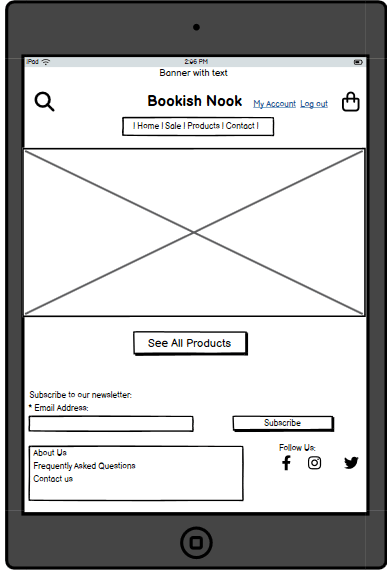 iPad 2:06 PM
Banner with text
Bookish Nook My Account Log out
| Home | Sale | Products | Contact |
See All Products
Subscribe to our newsletter:
* Email Address:
Subscribe
About Us
Frequently Asked Questions
Contact us
Follow Us: